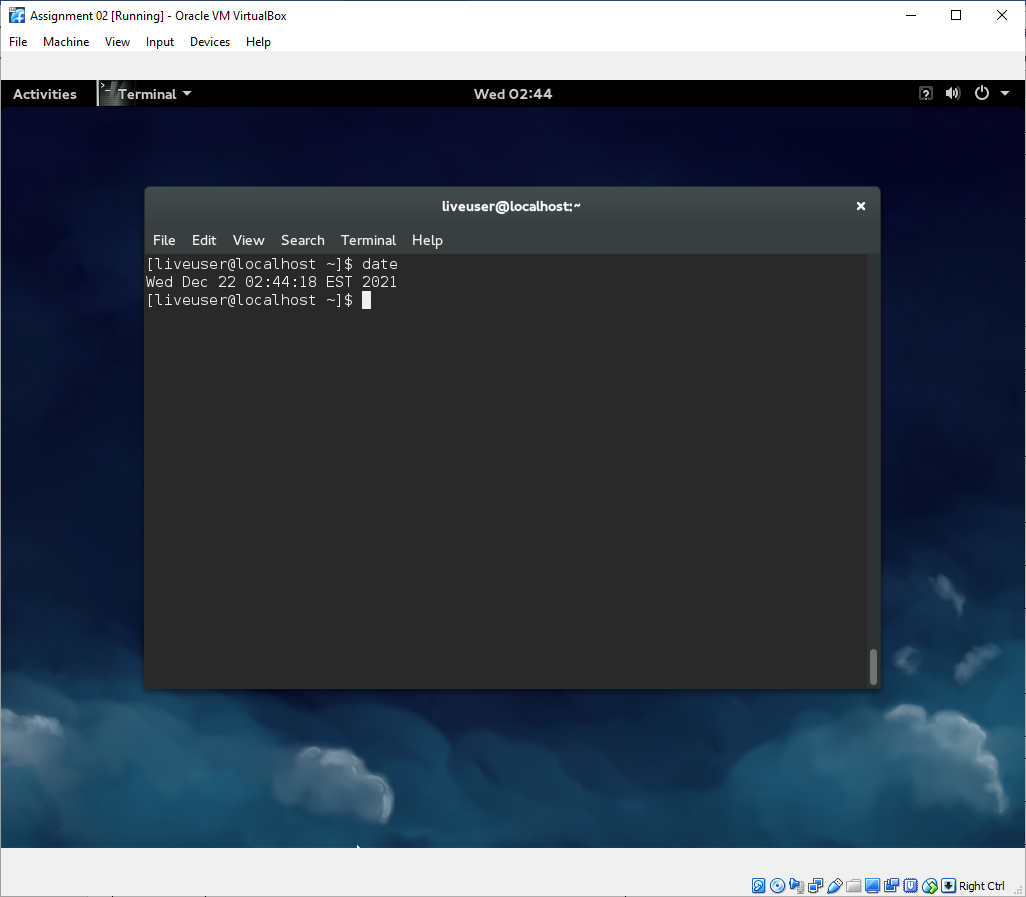 Assignment 02 [Running] - Oracle VM VirtualBox
File Machine View Input Devices Help
Activities Terminal Wed 02:44
liveuser@localhost:~
File Edit View Search Terminal Help
[liveuser@localhost ~]$ date
Wed Dec 22 02:44:18 EST 2021
[liveuser@localhost ~]$
Right Ctrl